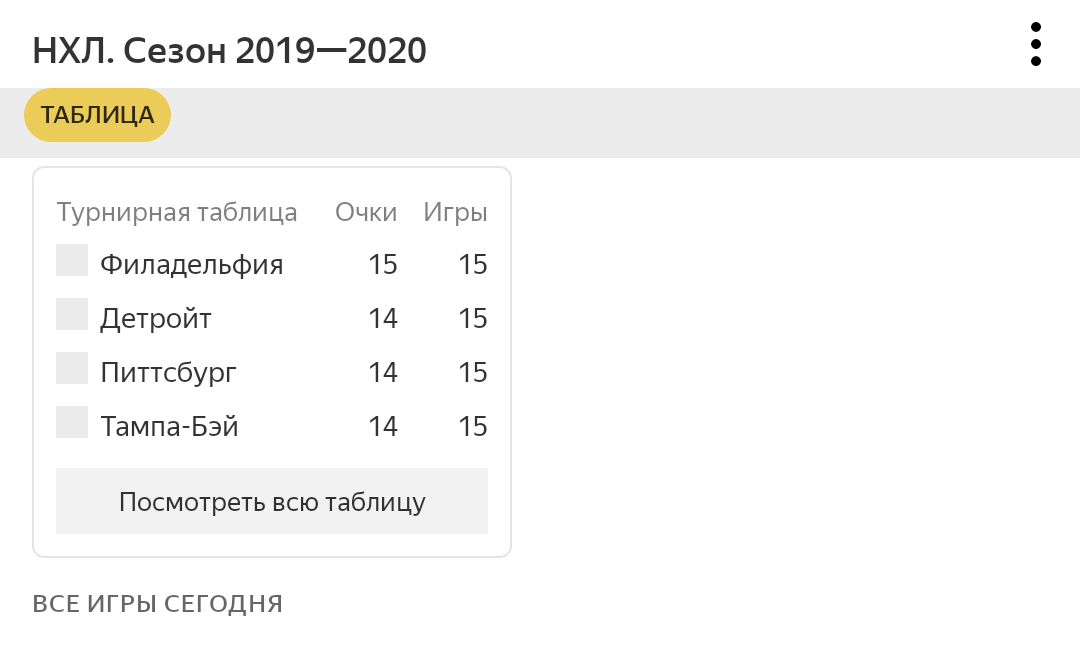 НХЛ. Сезон 2019—2020
ТАБЛИЦА
Турнирная таблица Очки Игры
Филадельфия 15 15
Детройт 14 15
Питтсбург 14 15
Тампа-Бэй 14 15
Посмотреть всю таблицу
ВСЕ ИГРЫ СЕГОДНЯ